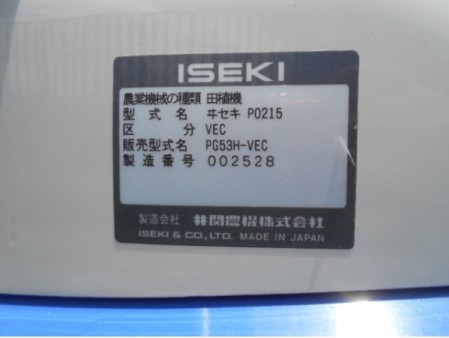 ISEKI
農業機械の種類 田植機
型式名 ヰセキ PO215
区分 VEC
販売型式名 PG53H-VEC
製造番号 002528
製造会社 井関農機株式会社
ISEKI & CO., LTD. MADE IN JAPAN